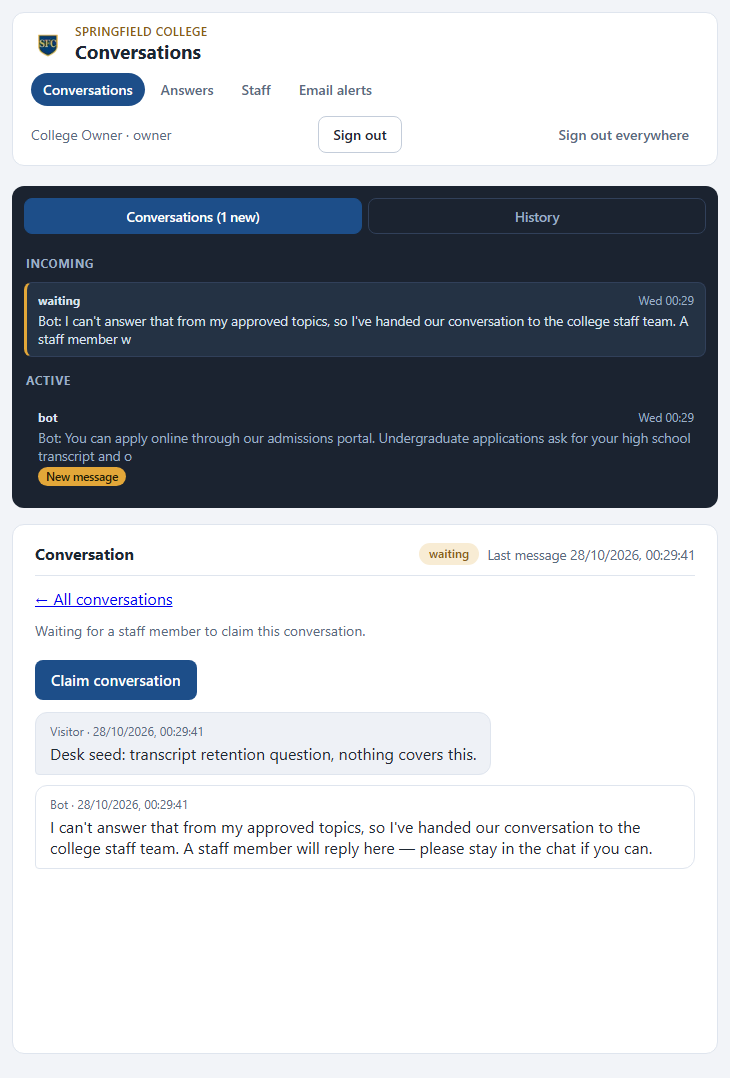 SFC
SPRINGFIELD COLLEGE
Conversations
Conversations
Answers
Staff
Email alerts
College Owner · owner
Sign out
Sign out everywhere
Conversations (1 new)
History
INCOMING
waiting
Wed 00:29
Bot: I can't answer that from my approved topics, so I've handed our conversation to the college staff team. A
staff member w
ACTIVE
bot
Wed 00:29
Bot: You can apply online through our admissions portal. Undergraduate applications ask for your high school
transcript and o
New message
Conversation
waiting
Last message 28/10/2026, 00:29:41
← All conversations
Waiting for a staff member to claim this conversation.
Claim conversation
Visitor · 28/10/2026, 00:29:41
Desk seed: transcript retention question, nothing covers this.
Bot · 28/10/2026, 00:29:41
I can't answer that from my approved topics, so I've handed our conversation to the
college staff team. A staff member will reply here — please stay in the chat if you can.